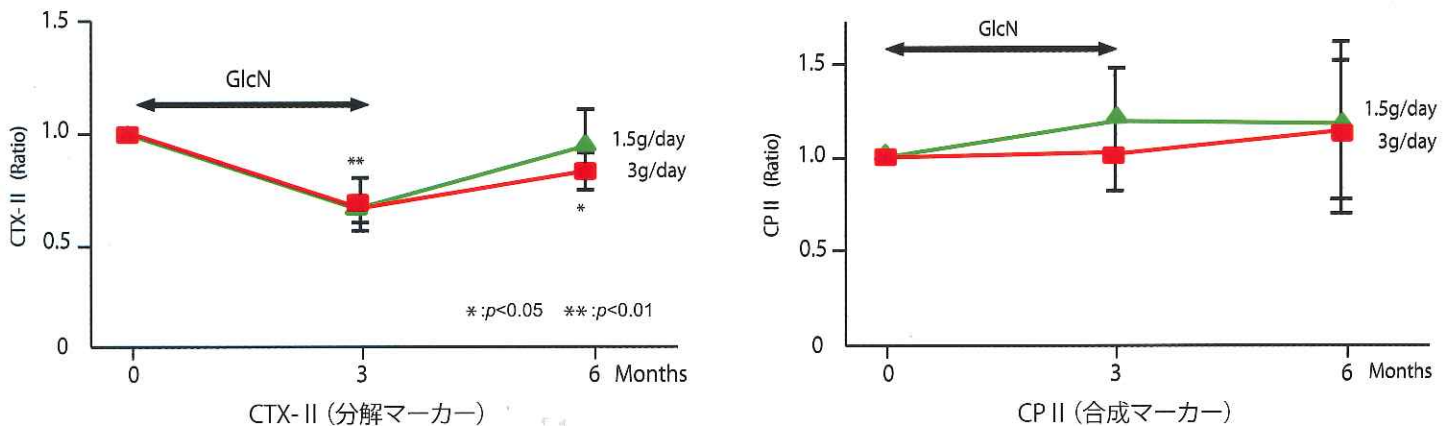 1.5
GlcN
1.0
CTX-II (Ratio)
**
1.5g/day
3g/day
*
0.5
*:p<0.05 **:p<0.01
0
0 3 6 Months
CTX-II（分解マーカー）
GlcN
1.5
1.5g/day
3g/day
1.0
CP II (Ratio)
0.5
0
0 3 6 Months
CP II（合成マーカー）